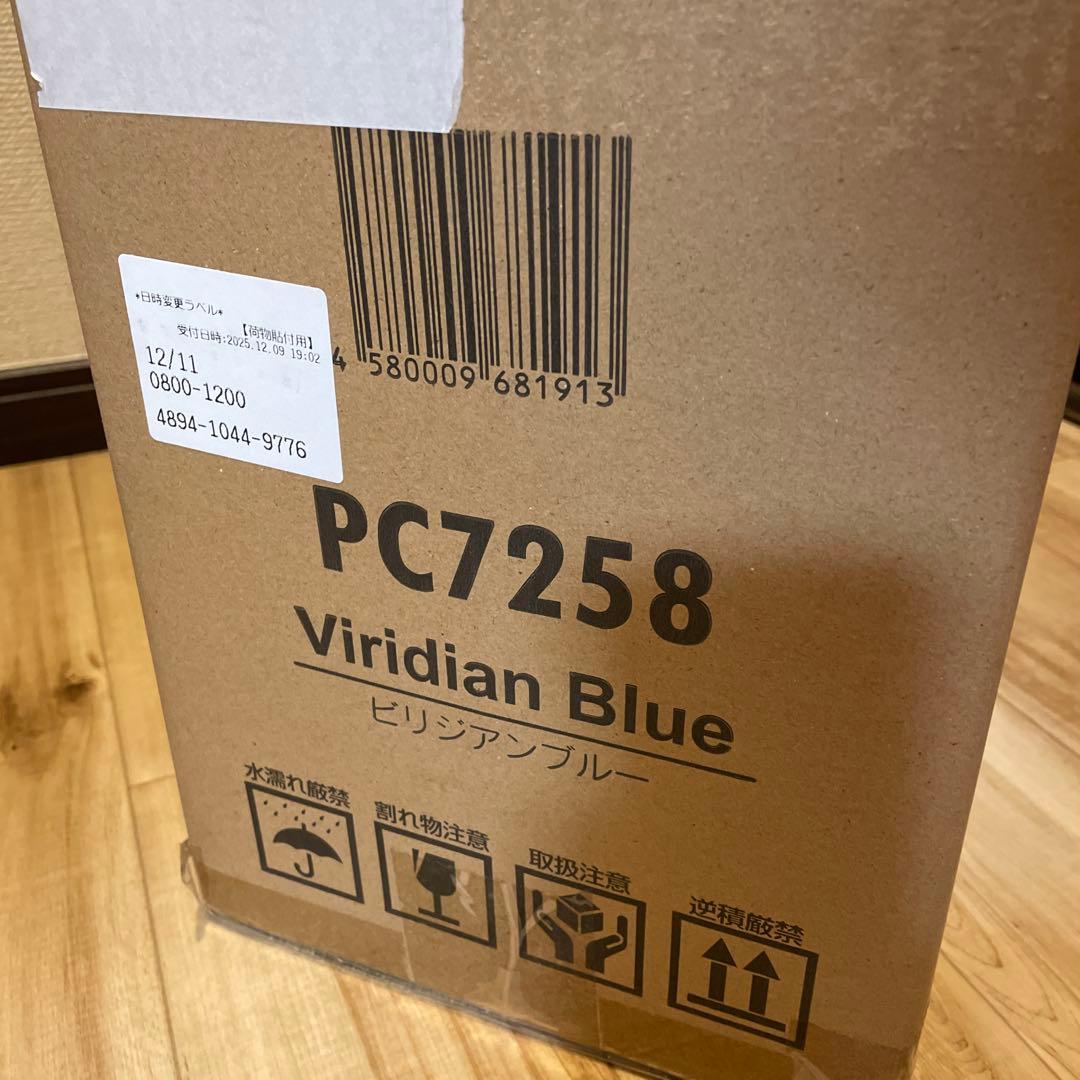 *日時変更ラベル*
【荷物貼付用】
受付日時:2025.12.09 19:02
12/11
0800-1200
4894-1044-9776
4 580009 681913
PC7258
Viridian Blue
ビリジアンブルー
水濡れ厳禁
割れ物注意
取扱注意
逆積厳禁